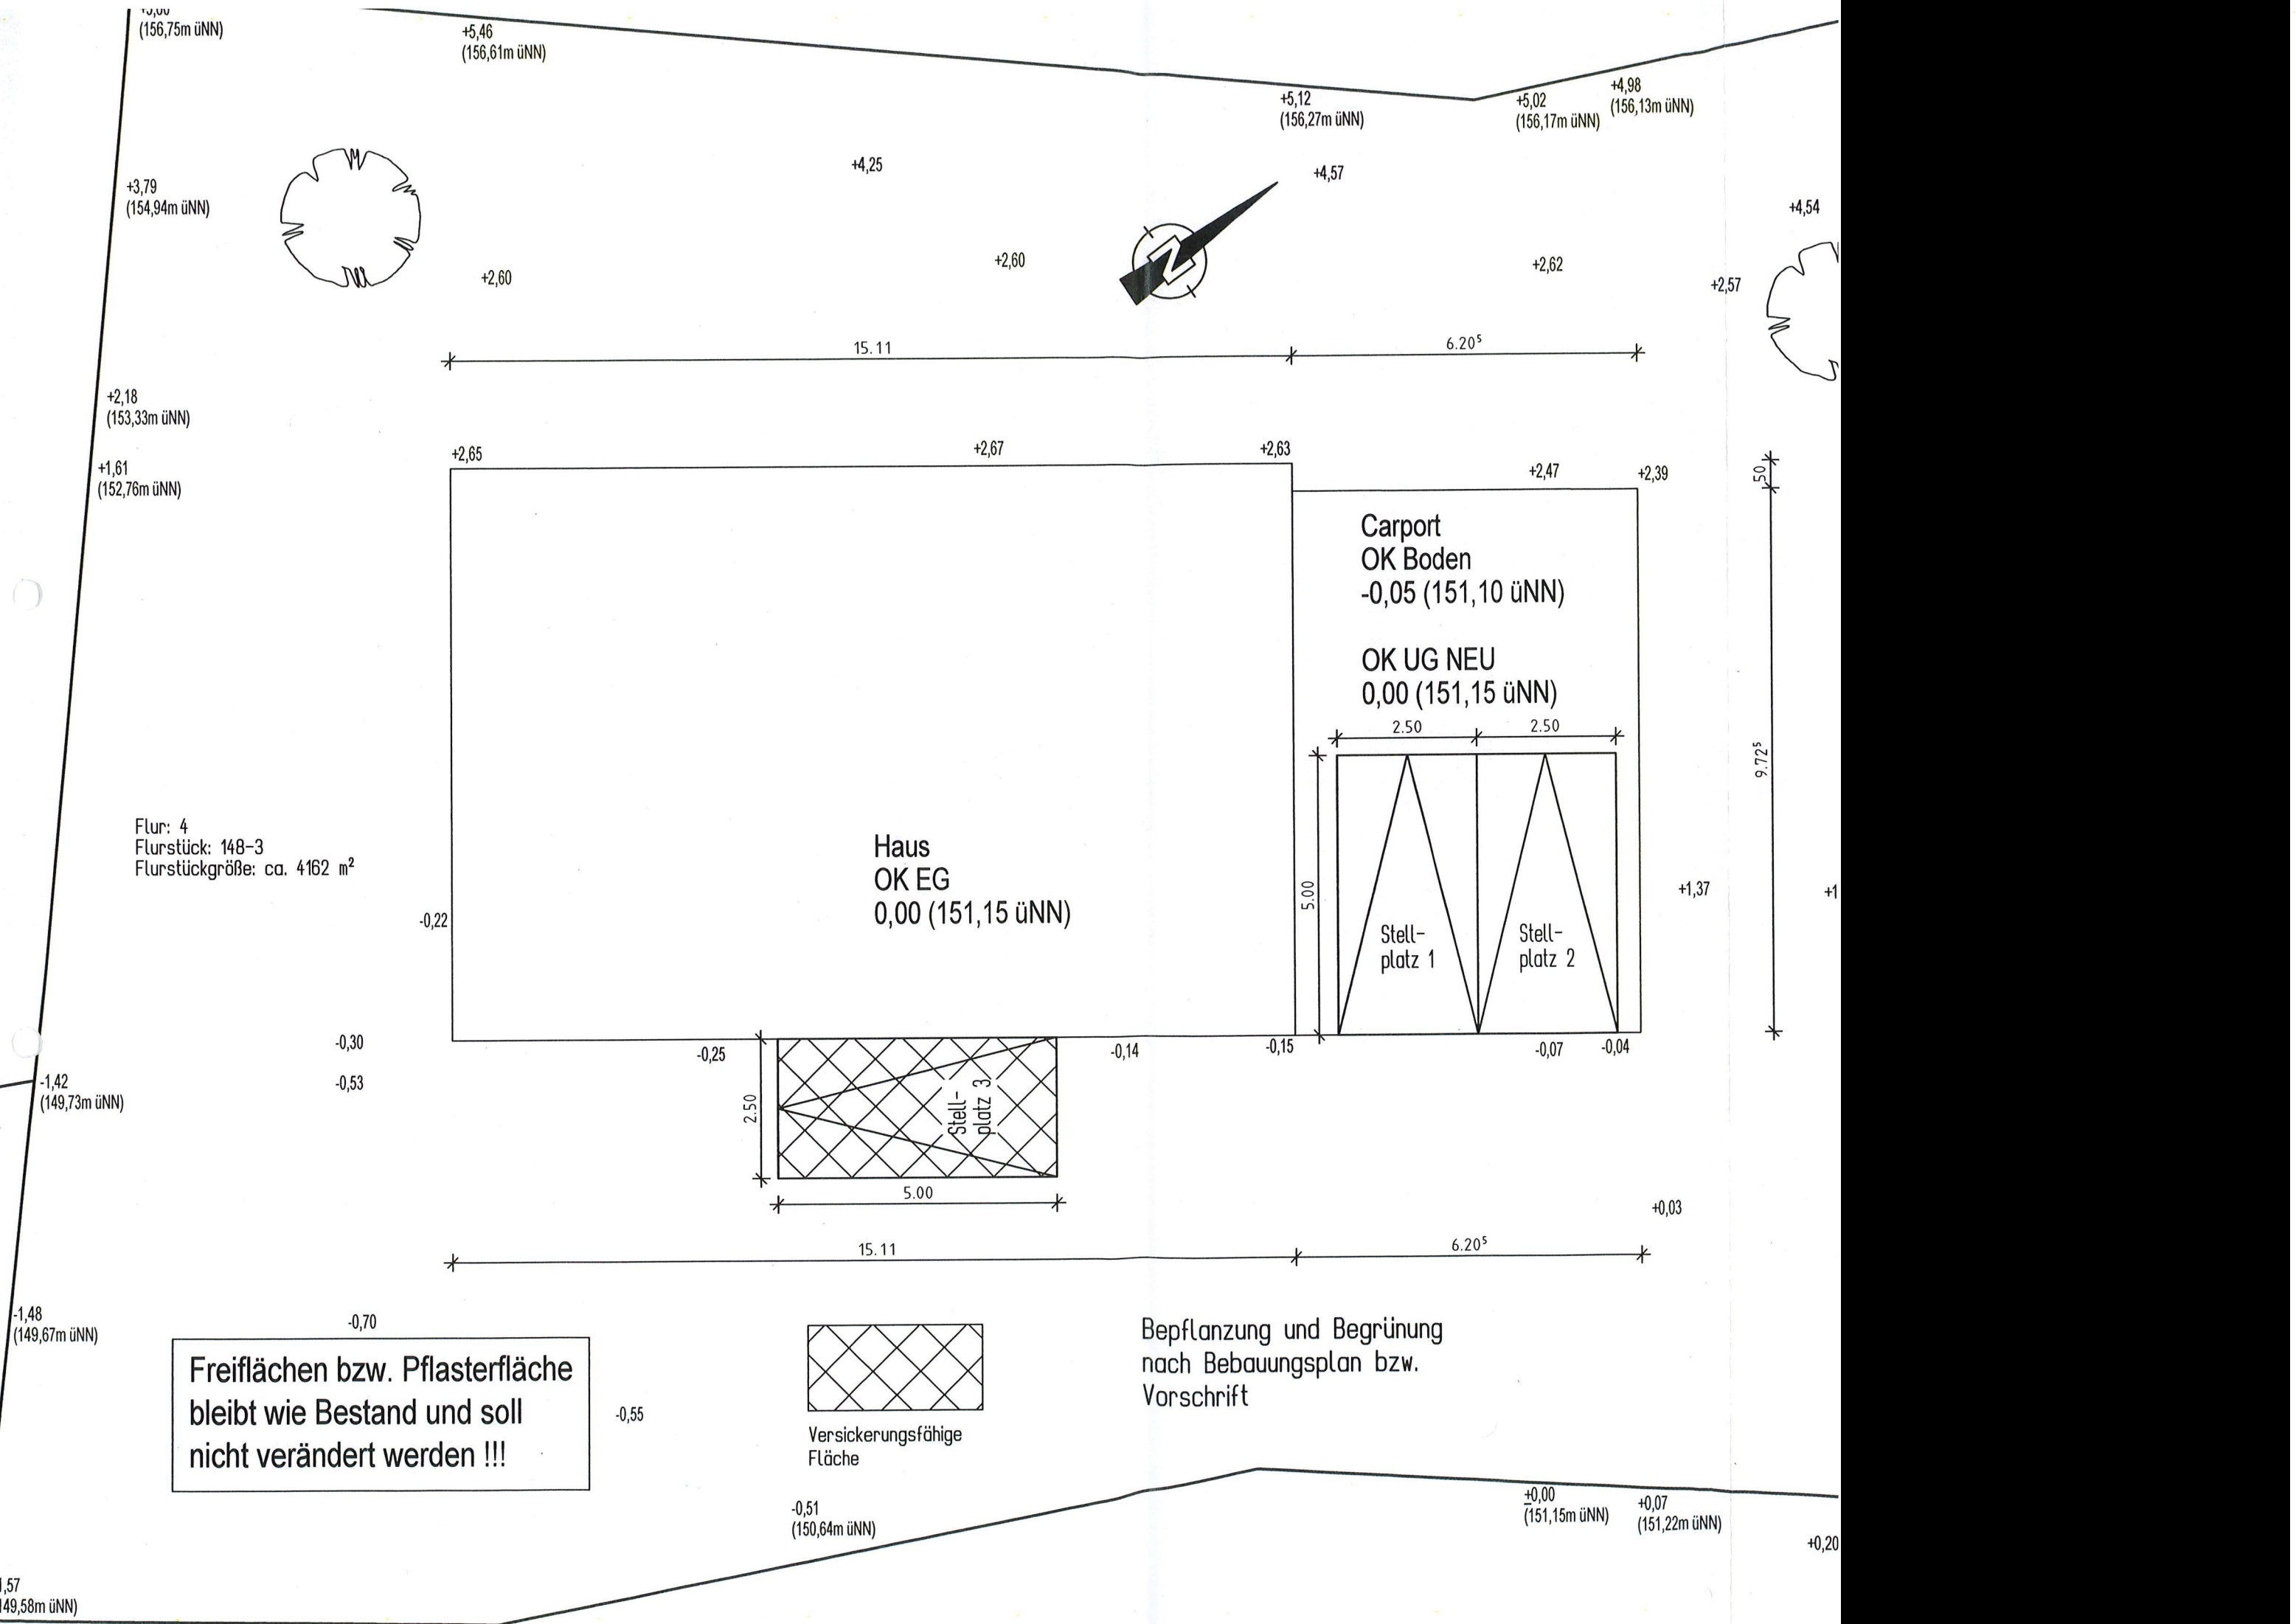 (156,75m üNN)
+5,46
(156,61m üNN)
+5,12
(156,27m üNN)
+5,02
(156,17m üNN)
+4,98
(156,13m üNN)
+4,25
+4,57
+3,79
(154,94m üNN)
+4,54
+2,60
+2,60
N
+2,62
+2,57
15.11
6.20⁵
+2,18
(153,33m üNN)
+2,65
+2,67
+2,63
+1,61
(152,76m üNN)
+2,47
+2,39
50
Carport
OK Boden
-0,05 (151,10 üNN)
OK UG NEU
0,00 (151,15 üNN)
2.50
2.50
9.72⁵
Flur: 4
Flurstück: 148-3
Flurstückgröße: ca. 4162 m²
Haus
OK EG
0,00 (151,15 üNN)
5.00
Stell-
platz 1
Stell-
platz 2
+1,37
+1
-0,22
-0,30
-0,25
-0,14
-0,15
-0,07
-0,04
-0,53
-1,42
(149,73m üNN)
2.50
Stell-
platz 3
5.00
+0,03
15.11
6.20⁵
-1,48
(149,67m üNN)
-0,70
Freiflächen bzw. Pflasterfläche
bleibt wie Bestand und soll
nicht verändert werden !!!
-0,55
Versickerungsfähige
Fläche
Bepflanzung und Begrünung
nach Bebauungsplan bzw.
Vorschrift
-0,51
(150,64m üNN)
±0,00
(151,15m üNN)
+0,07
(151,22m üNN)
+0,20
,57
49,58m üNN)